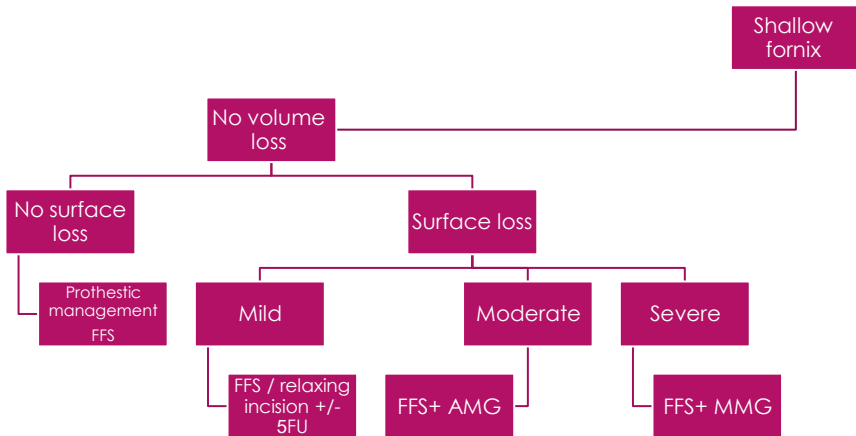 Shallow
fornix
No volume
loss
No surface
loss
Surface loss
Prothestic
management
FFS
Mild
Moderate
Severe
FFS / relaxing
incision +/-
5FU
FFS+ AMG
FFS+ MMG